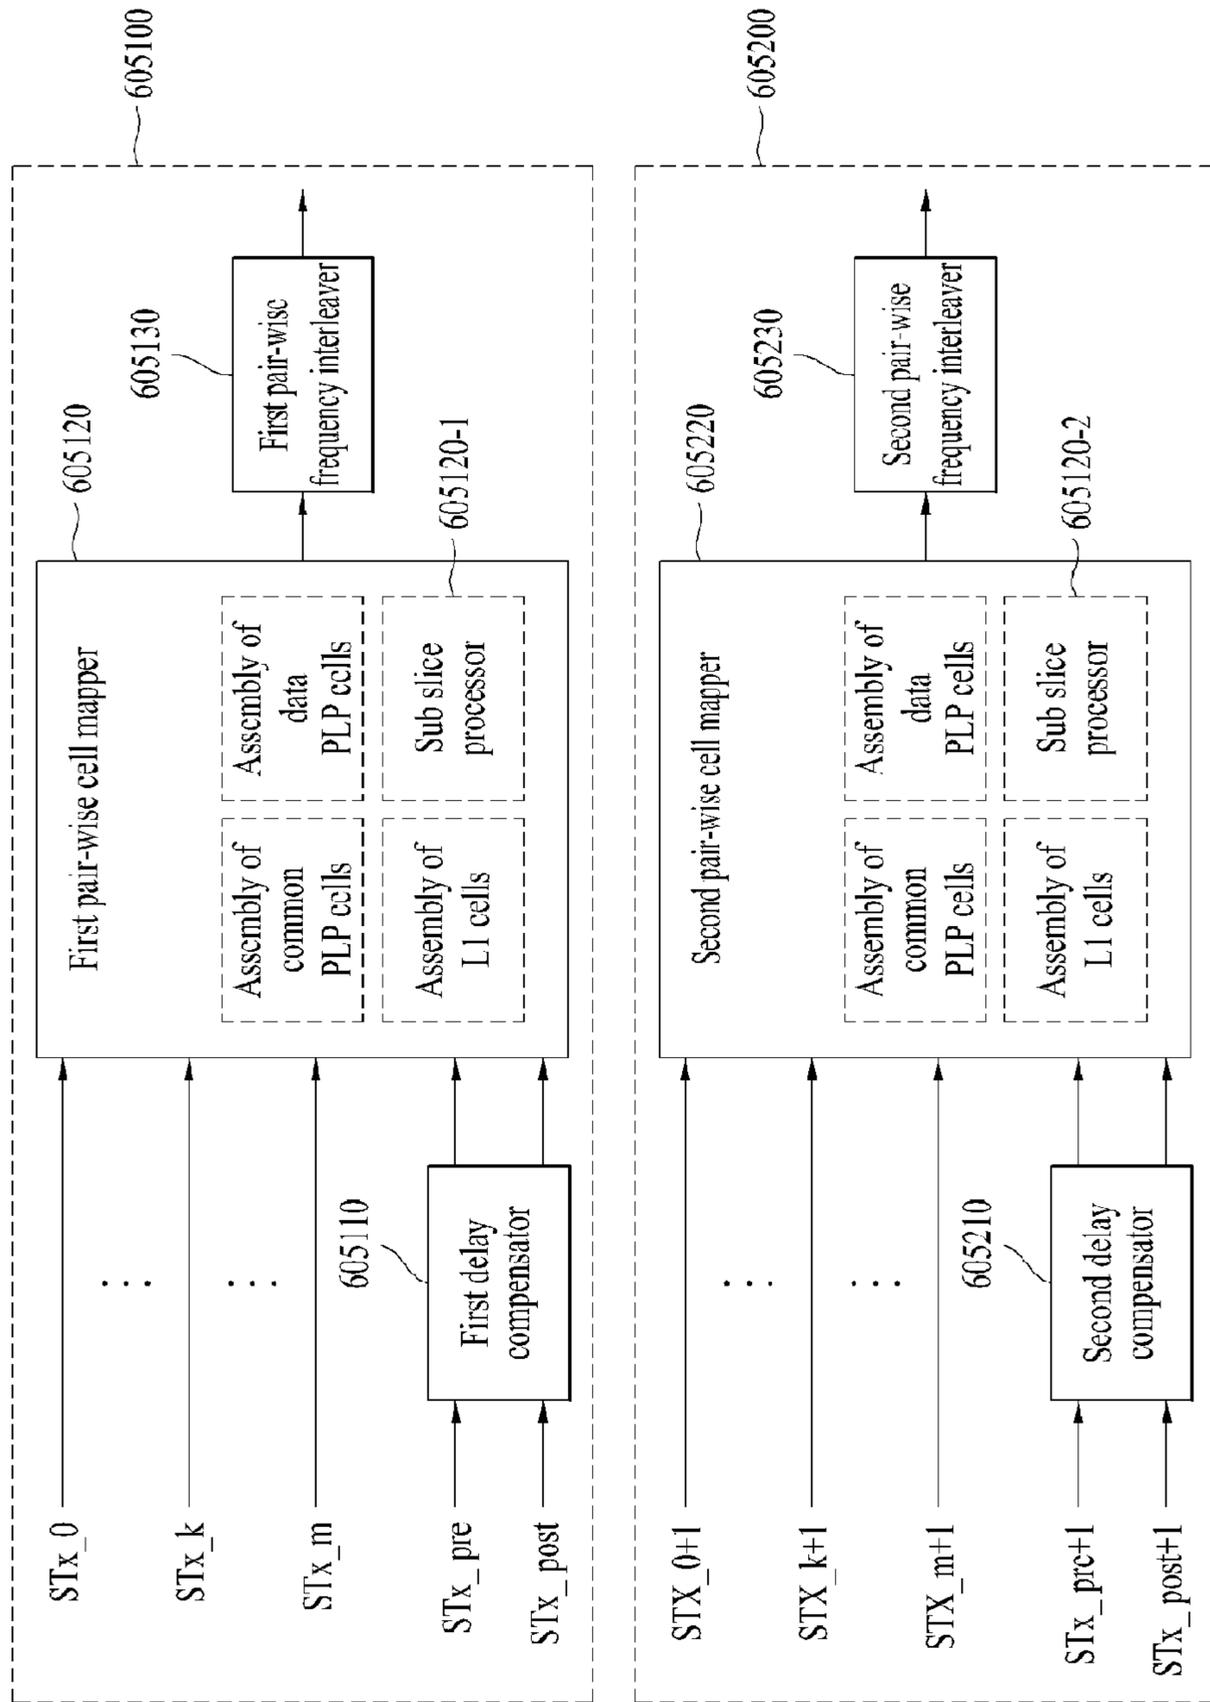 605100
STx_0
STx_k
STx_m
STx_pre
STx_post
605110
First delay
compensator
605120
First pair-wise cell mapper
Assembly of
common
PLP cells
Assembly of
data
PLP cells
Assembly of
L1 cells
Sub slice
processor
605120-1
605130
First pair-wise
frequency interleaver
605200
STX_0+1
STX_k+1
STX_m+1
STx_pre+1
STx_post+1
605210
Second delay
compensator
605220
Second pair-wise cell mapper
Assembly of
common
PLP cells
Assembly of
data
PLP cells
Assembly of
L1 cells
Sub slice
processor
605120-2
605230
Second pair-wise
frequency interleaver